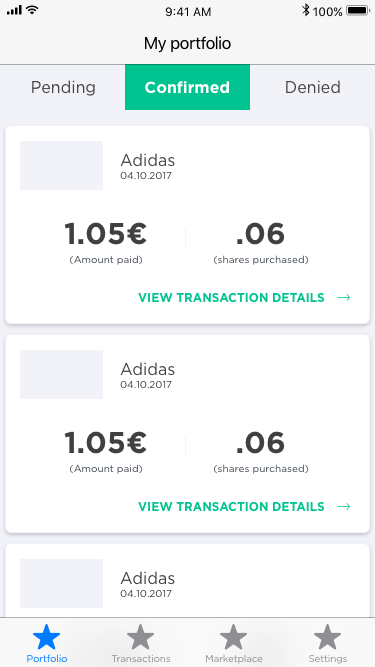 9:41 AM 100%
My portfolio
Pending Confirmed Denied
Adidas
04.10.2017
1.05€ .06
(Amount paid) (shares purchased)
VIEW TRANSACTION DETAILS →
Adidas
04.10.2017
1.05€ .06
(Amount paid) (shares purchased)
VIEW TRANSACTION DETAILS →
Adidas
04.10.2017
Portfolio Transactions Marketplace Settings